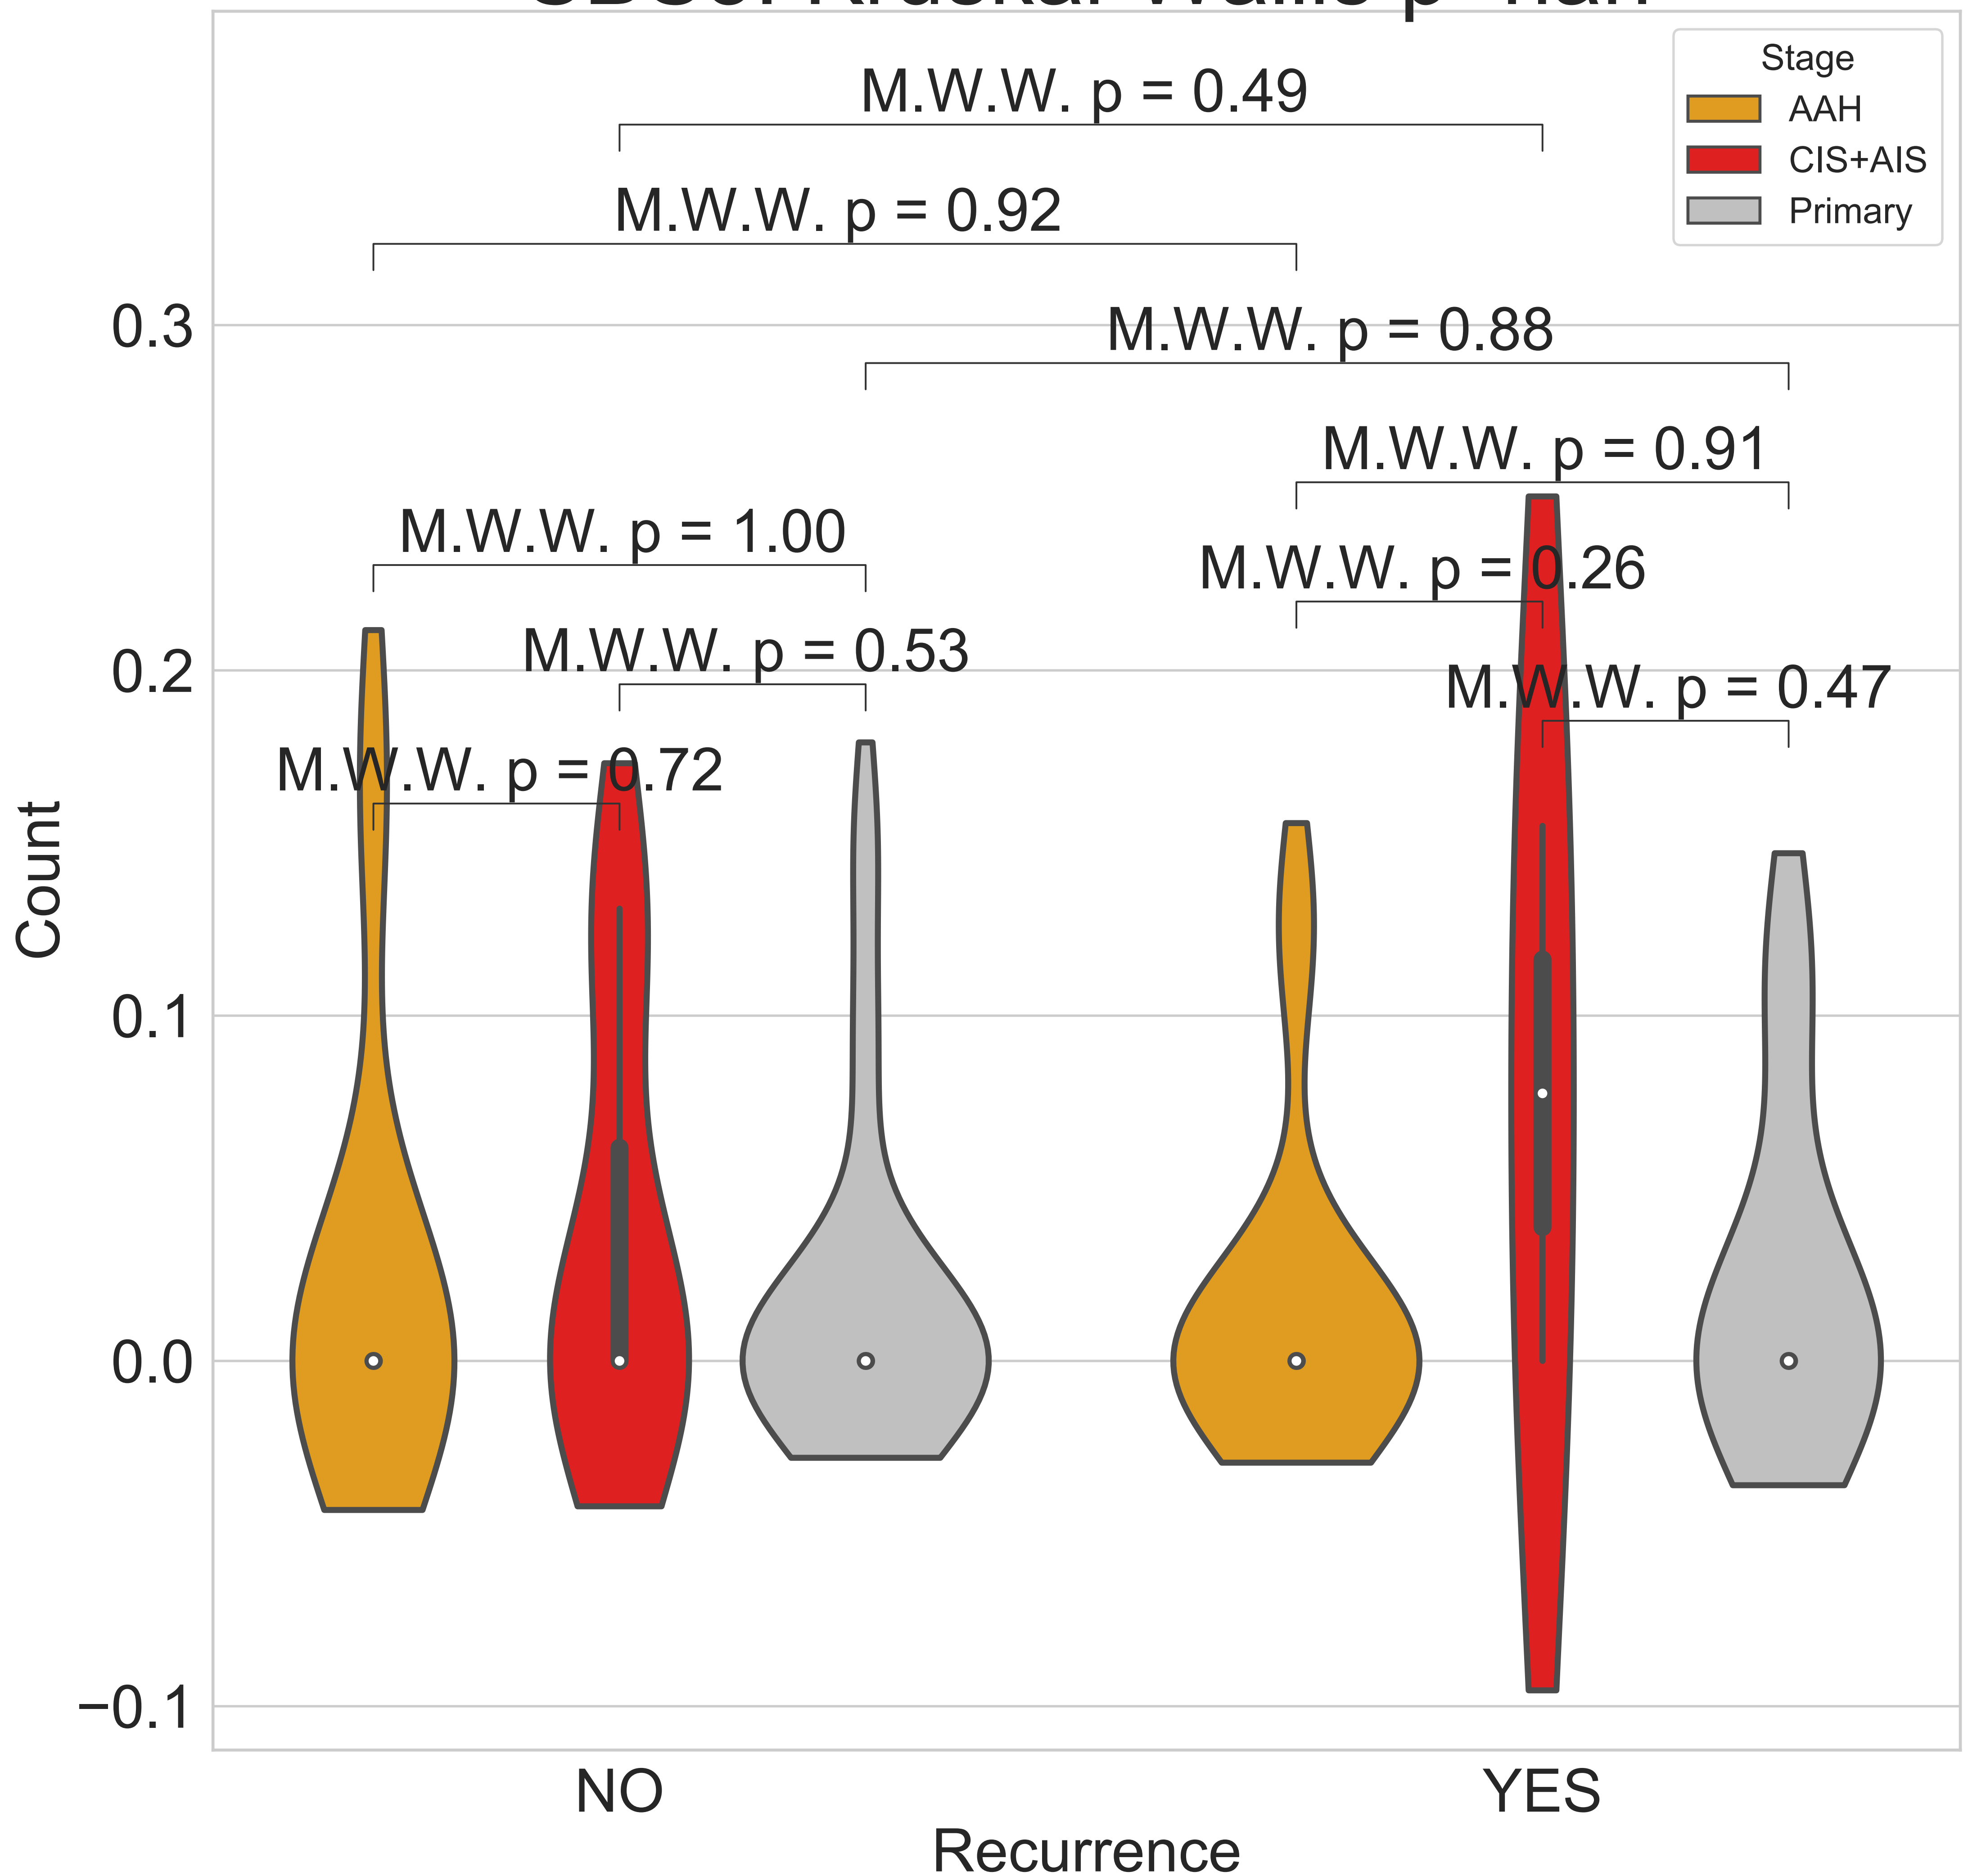 Stage
AAH
CIS+AIS
Primary
M.W.W. p = 0.49
M.W.W. p = 0.92
M.W.W. p = 0.88
M.W.W. p = 0.91
M.W.W. p = 1.00
M.W.W. p = 0.26
M.W.W. p = 0.53
M.W.W. p = 0.47
M.W.W. p = 0.72
0.3
0.2
0.1
0.0
−0.1
Count
NO
YES
Recurrence